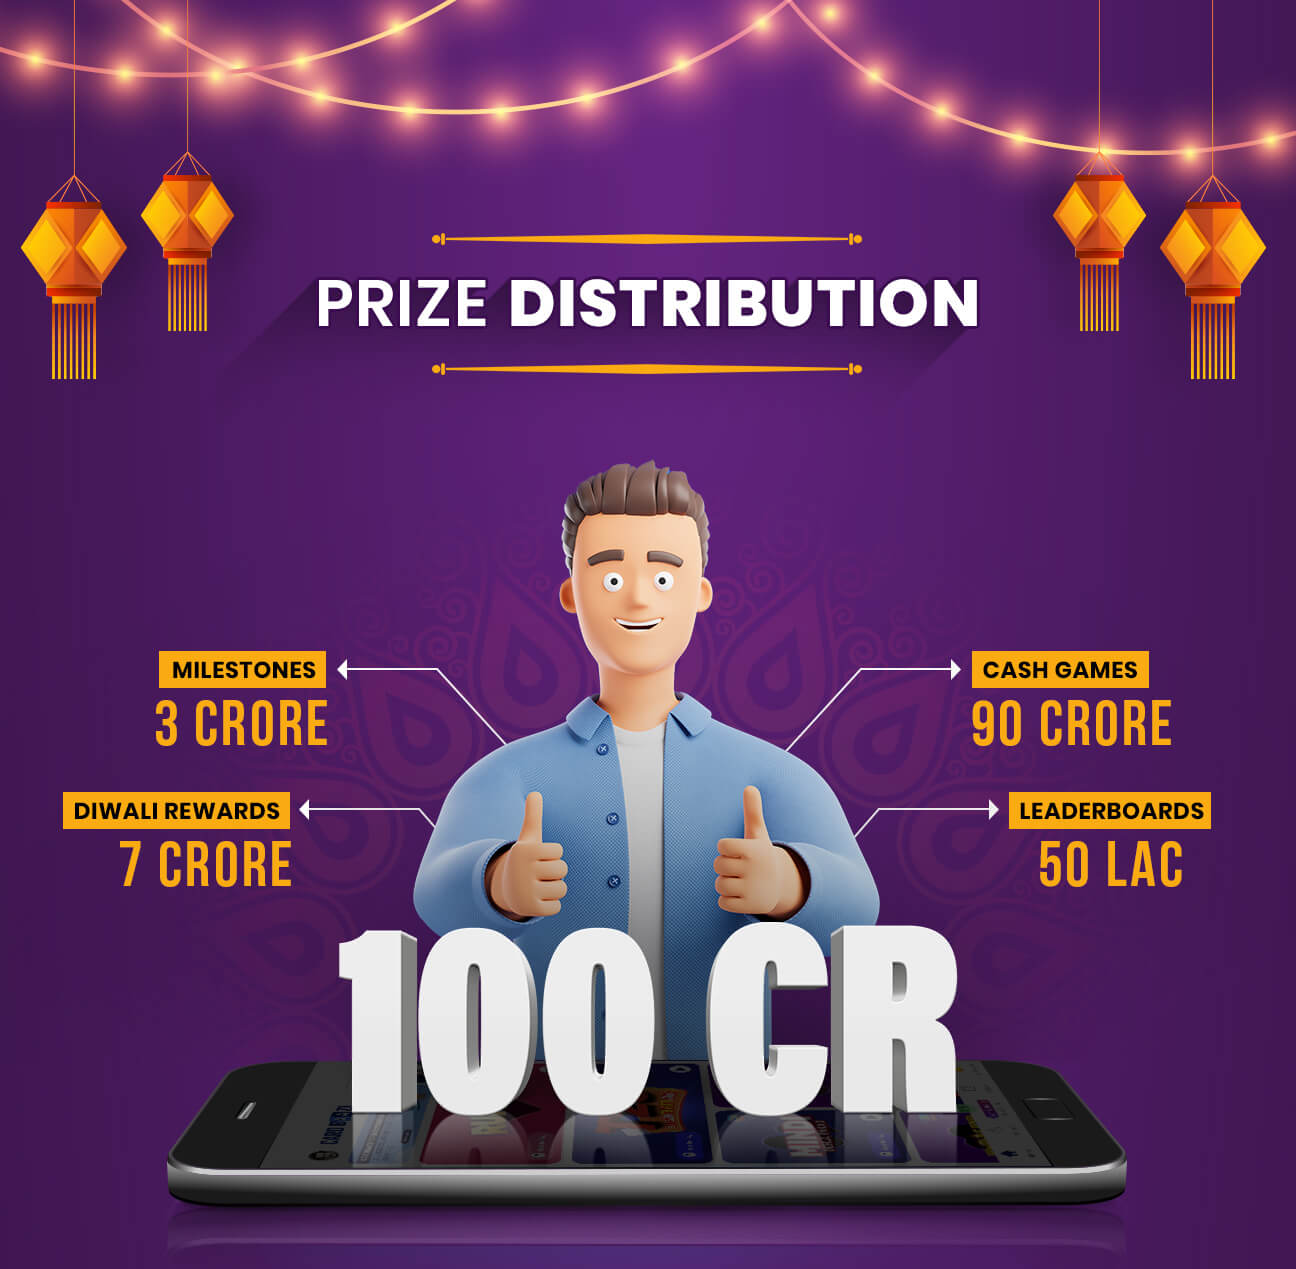 PRIZE DISTRIBUTION
MILESTONES
3 CRORE
CASH GAMES
90 CRORE
DIWALI REWARDS
7 CRORE
LEADERBOARDS
50 LAC
100 CR